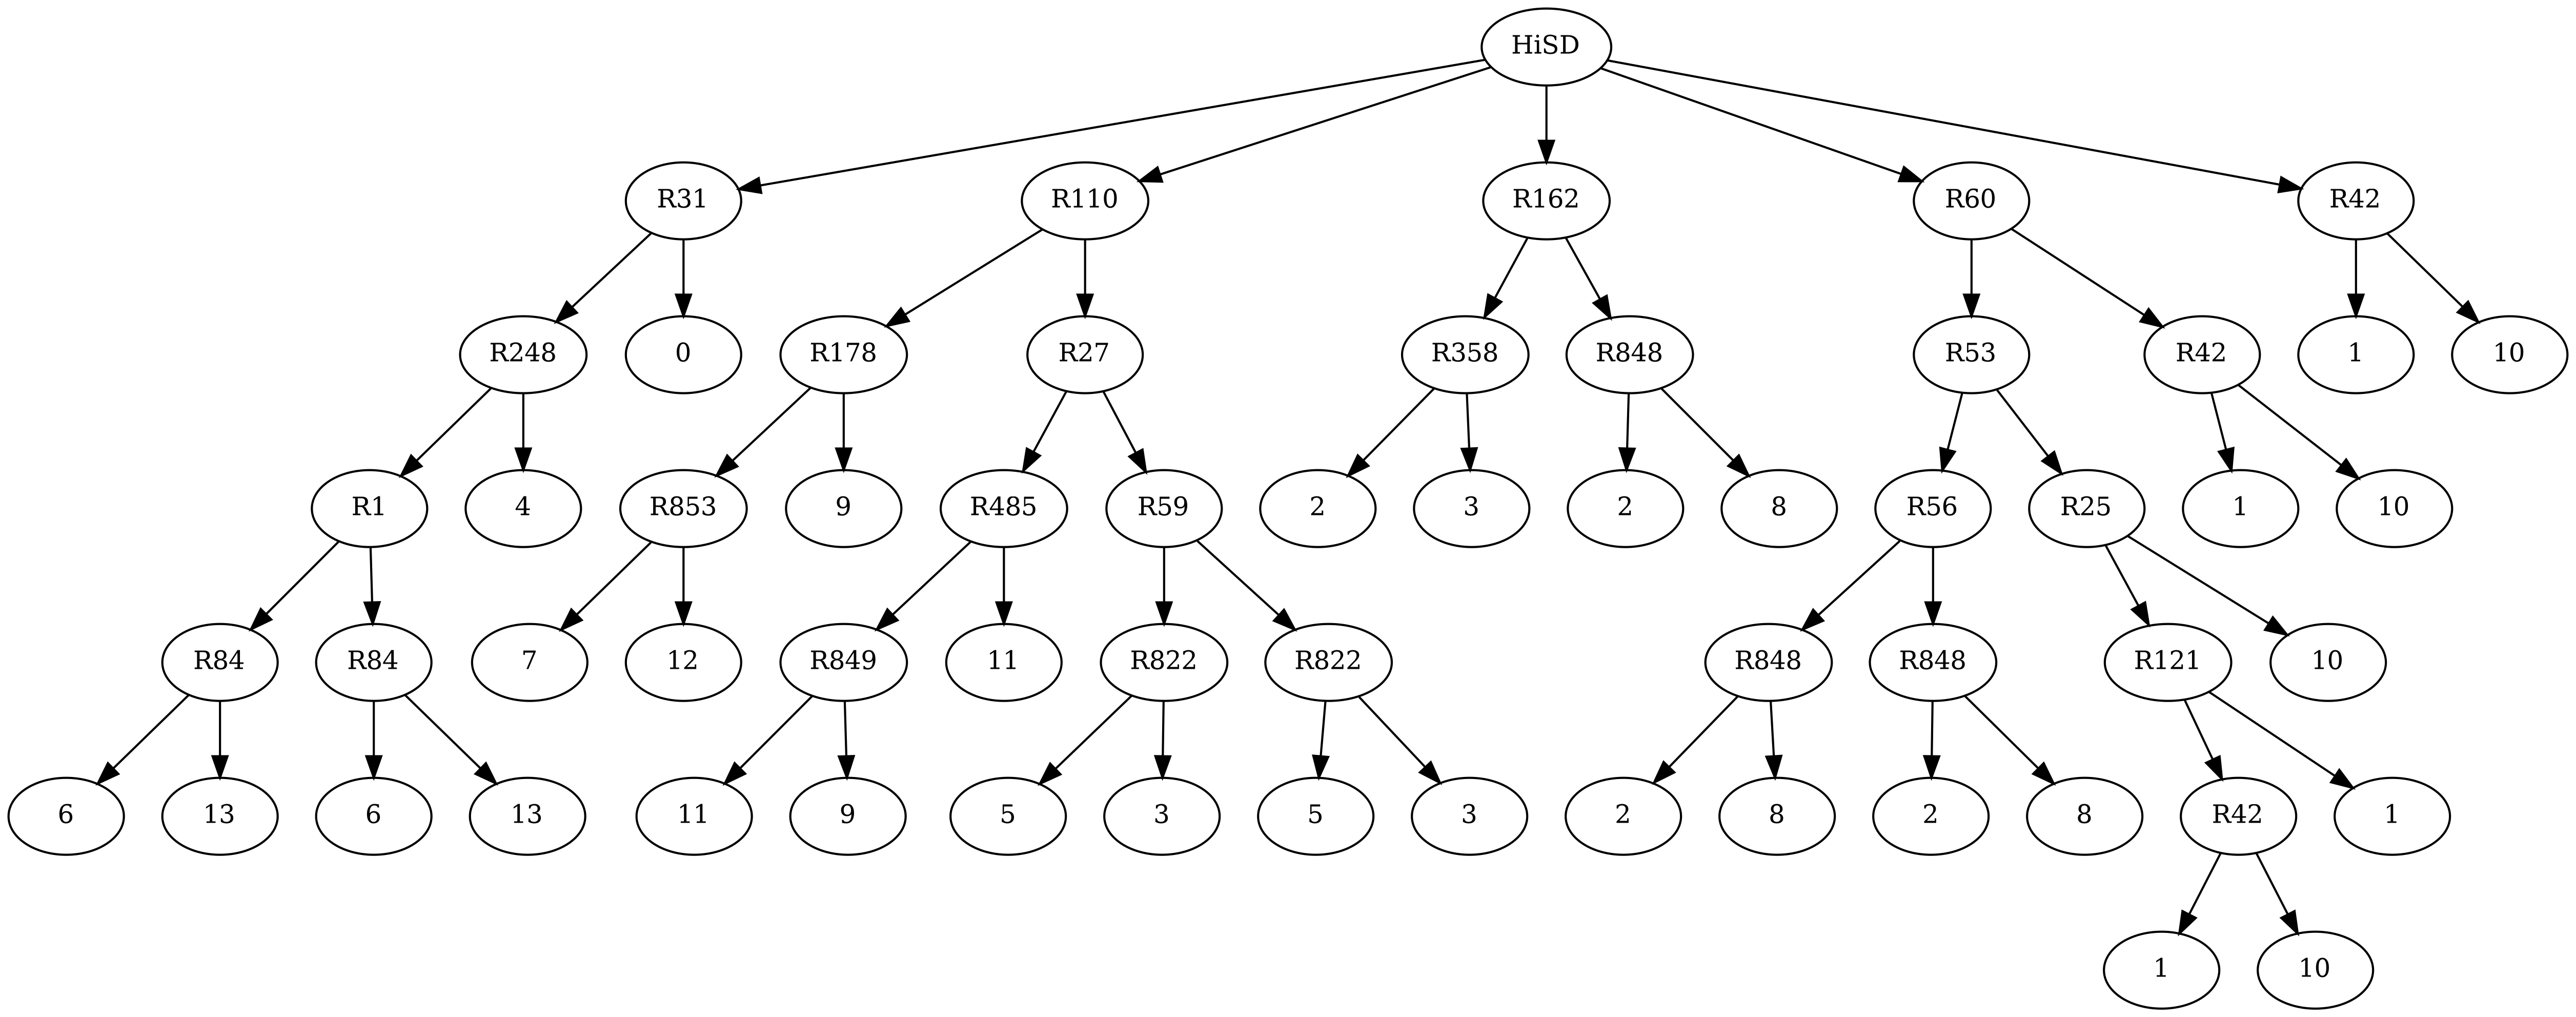 HiSD
R31 R110 R162 R60 R42
R248 0 R178 R27 R358 R848 R53 R42 1 10
R1 4 R853 9 R485 R59 2 3 2 8 R56 R25 1 10
R84 R84 7 12 R849 11 R822 R822 R848 R848 R121 10
6 13 6 13 11 9 5 3 5 3 2 8 2 8 R42 1
1 10